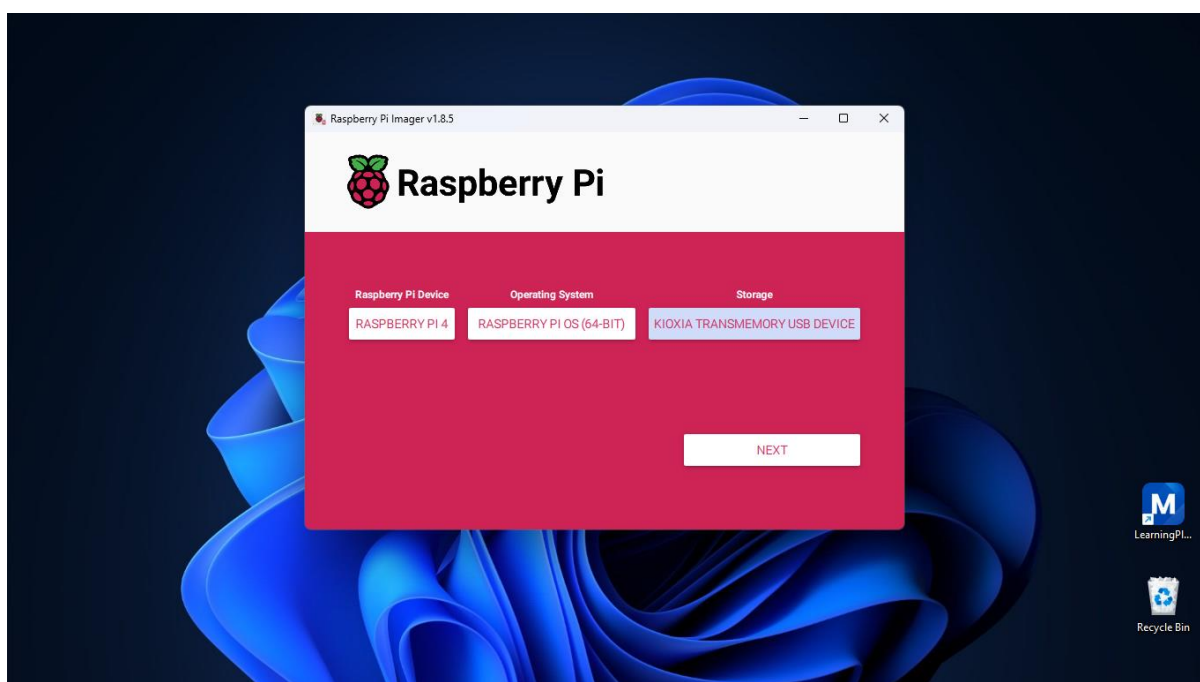 Raspberry Pi Imager v1.8.5
Raspberry Pi
Raspberry Pi Device Operating System Storage
RASPBERRY PI 4 RASPBERRY PI OS (64-BIT) KIOXIA TRANSMEMORY USB DEVICE
NEXT
M
LearningPl...
Recycle Bin